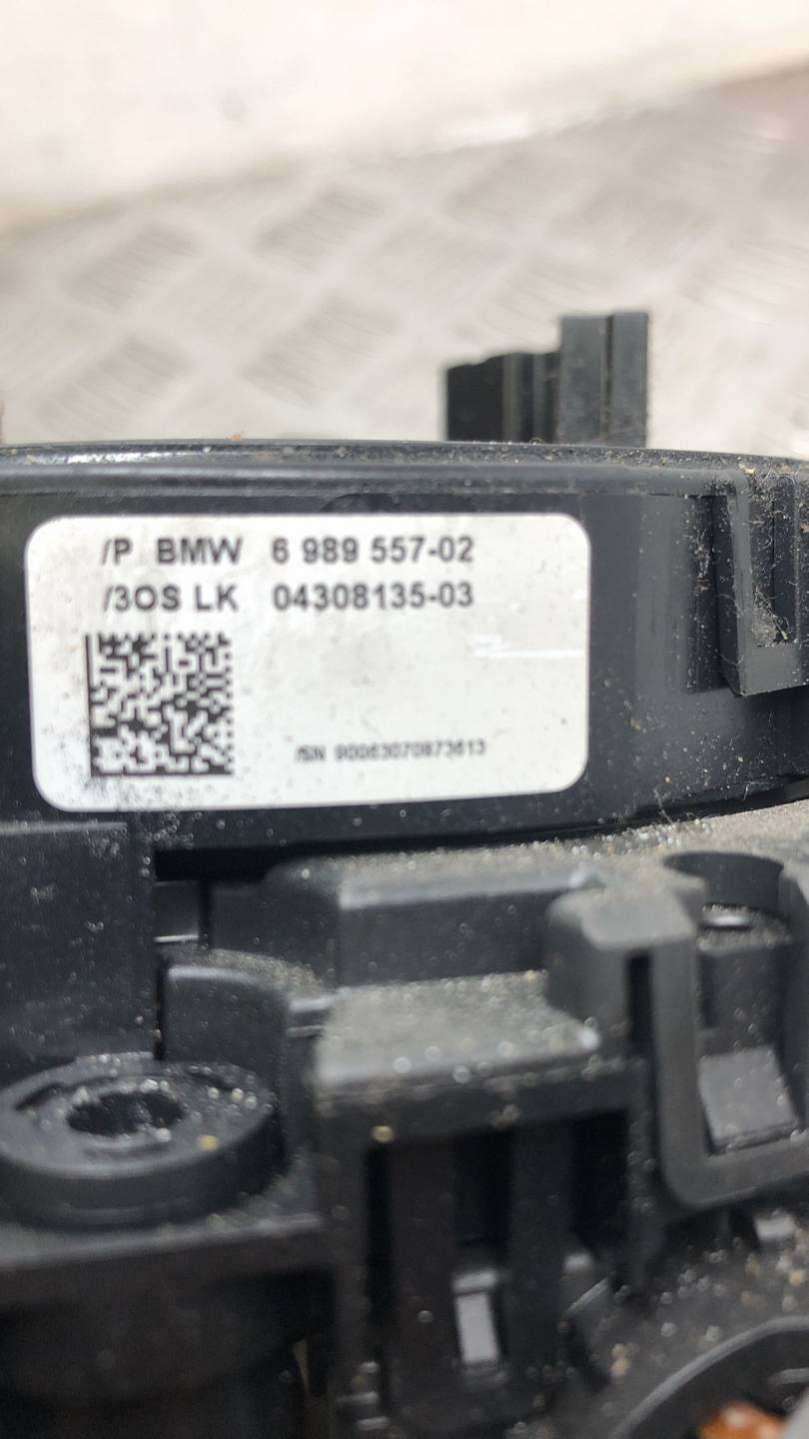 /P BMW 6 989 557-02
/3OS LK 04308135-03
/SN 90063070873613